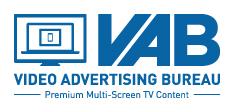 VAB
VIDEO ADVERTISING BUREAU
Premium Multi-Screen TV Content